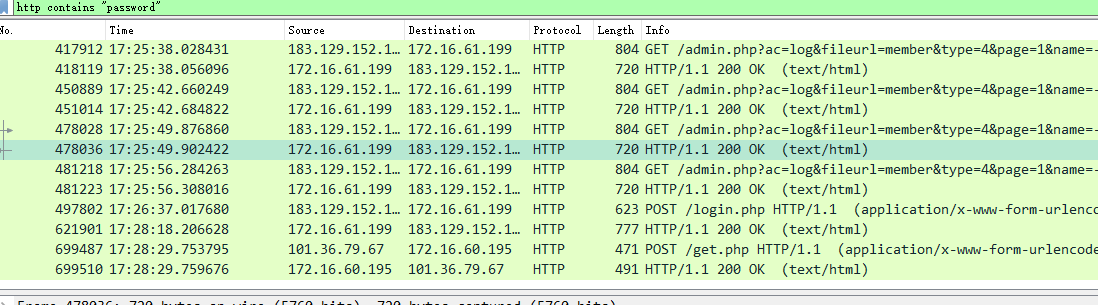 http contains "password"
No. Time Source Destination Protocol Length Info
417912 17:25:38.028431 183.129.152.1… 172.16.61.199 HTTP 804 GET /admin.php?ac=log&fileurl=member&type=4&page=1&name=-
418119 17:25:38.056096 172.16.61.199 183.129.152.1… HTTP 720 HTTP/1.1 200 OK (text/html)
450889 17:25:42.660249 183.129.152.1… 172.16.61.199 HTTP 804 GET /admin.php?ac=log&fileurl=member&type=4&page=1&name=-
451014 17:25:42.684822 172.16.61.199 183.129.152.1… HTTP 720 HTTP/1.1 200 OK (text/html)
478028 17:25:49.876860 183.129.152.1… 172.16.61.199 HTTP 804 GET /admin.php?ac=log&fileurl=member&type=4&page=1&name=-
478036 17:25:49.902422 172.16.61.199 183.129.152.1… HTTP 720 HTTP/1.1 200 OK (text/html)
481218 17:25:56.284263 183.129.152.1… 172.16.61.199 HTTP 804 GET /admin.php?ac=log&fileurl=member&type=4&page=1&name=-
481223 17:25:56.308016 172.16.61.199 183.129.152.1… HTTP 720 HTTP/1.1 200 OK (text/html)
497802 17:26:37.017680 183.129.152.1… 172.16.61.199 HTTP 623 POST /login.php HTTP/1.1 (application/x-www-form-urlenco
621901 17:28:18.206628 172.16.61.199 183.129.152.1… HTTP 777 HTTP/1.1 200 OK (text/html)
699487 17:28:29.753795 101.36.79.67 172.16.60.195 HTTP 471 POST /get.php HTTP/1.1 (application/x-www-form-urlencode
699510 17:28:29.759676 172.16.60.195 101.36.79.67 HTTP 491 HTTP/1.1 200 OK (text/html)